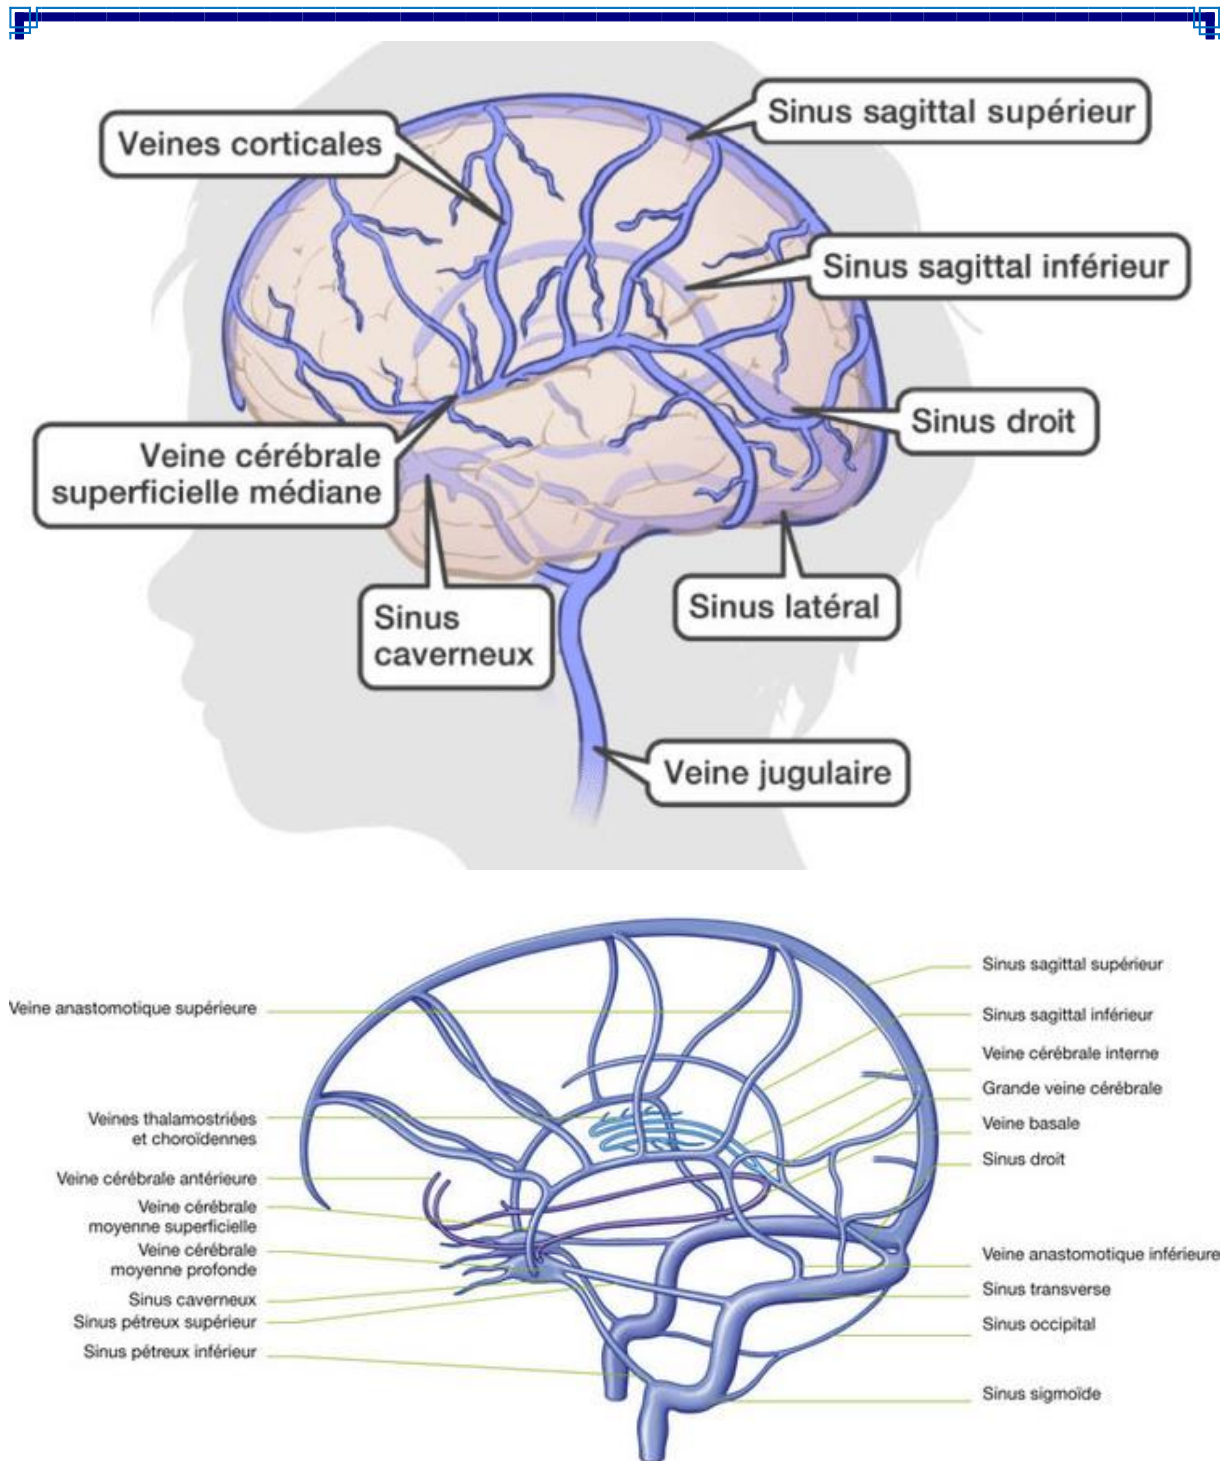 Sinus sagittal supérieur
Veines corticales
Sinus sagittal inférieur
Sinus droit
Veine cérébrale
superficielle médiane
Sinus latéral
Sinus
caverneux
Veine jugulaire
Veine anastomotique supérieure
Veines thalamostriées
et choroïdennes
Veine cérébrale antérieure
Veine cérébrale
moyenne superficielle
Veine cérébrale
moyenne profonde
Sinus caverneux
Sinus pétreux supérieur
Sinus pétreux inférieur
Sinus sagittal supérieur
Sinus sagittal inférieur
Veine cérébrale interne
Grande veine cérébrale
Veine basale
Sinus droit
Veine anastomotique inférieure
Sinus transverse
Sinus occipital
Sinus sigmoïde